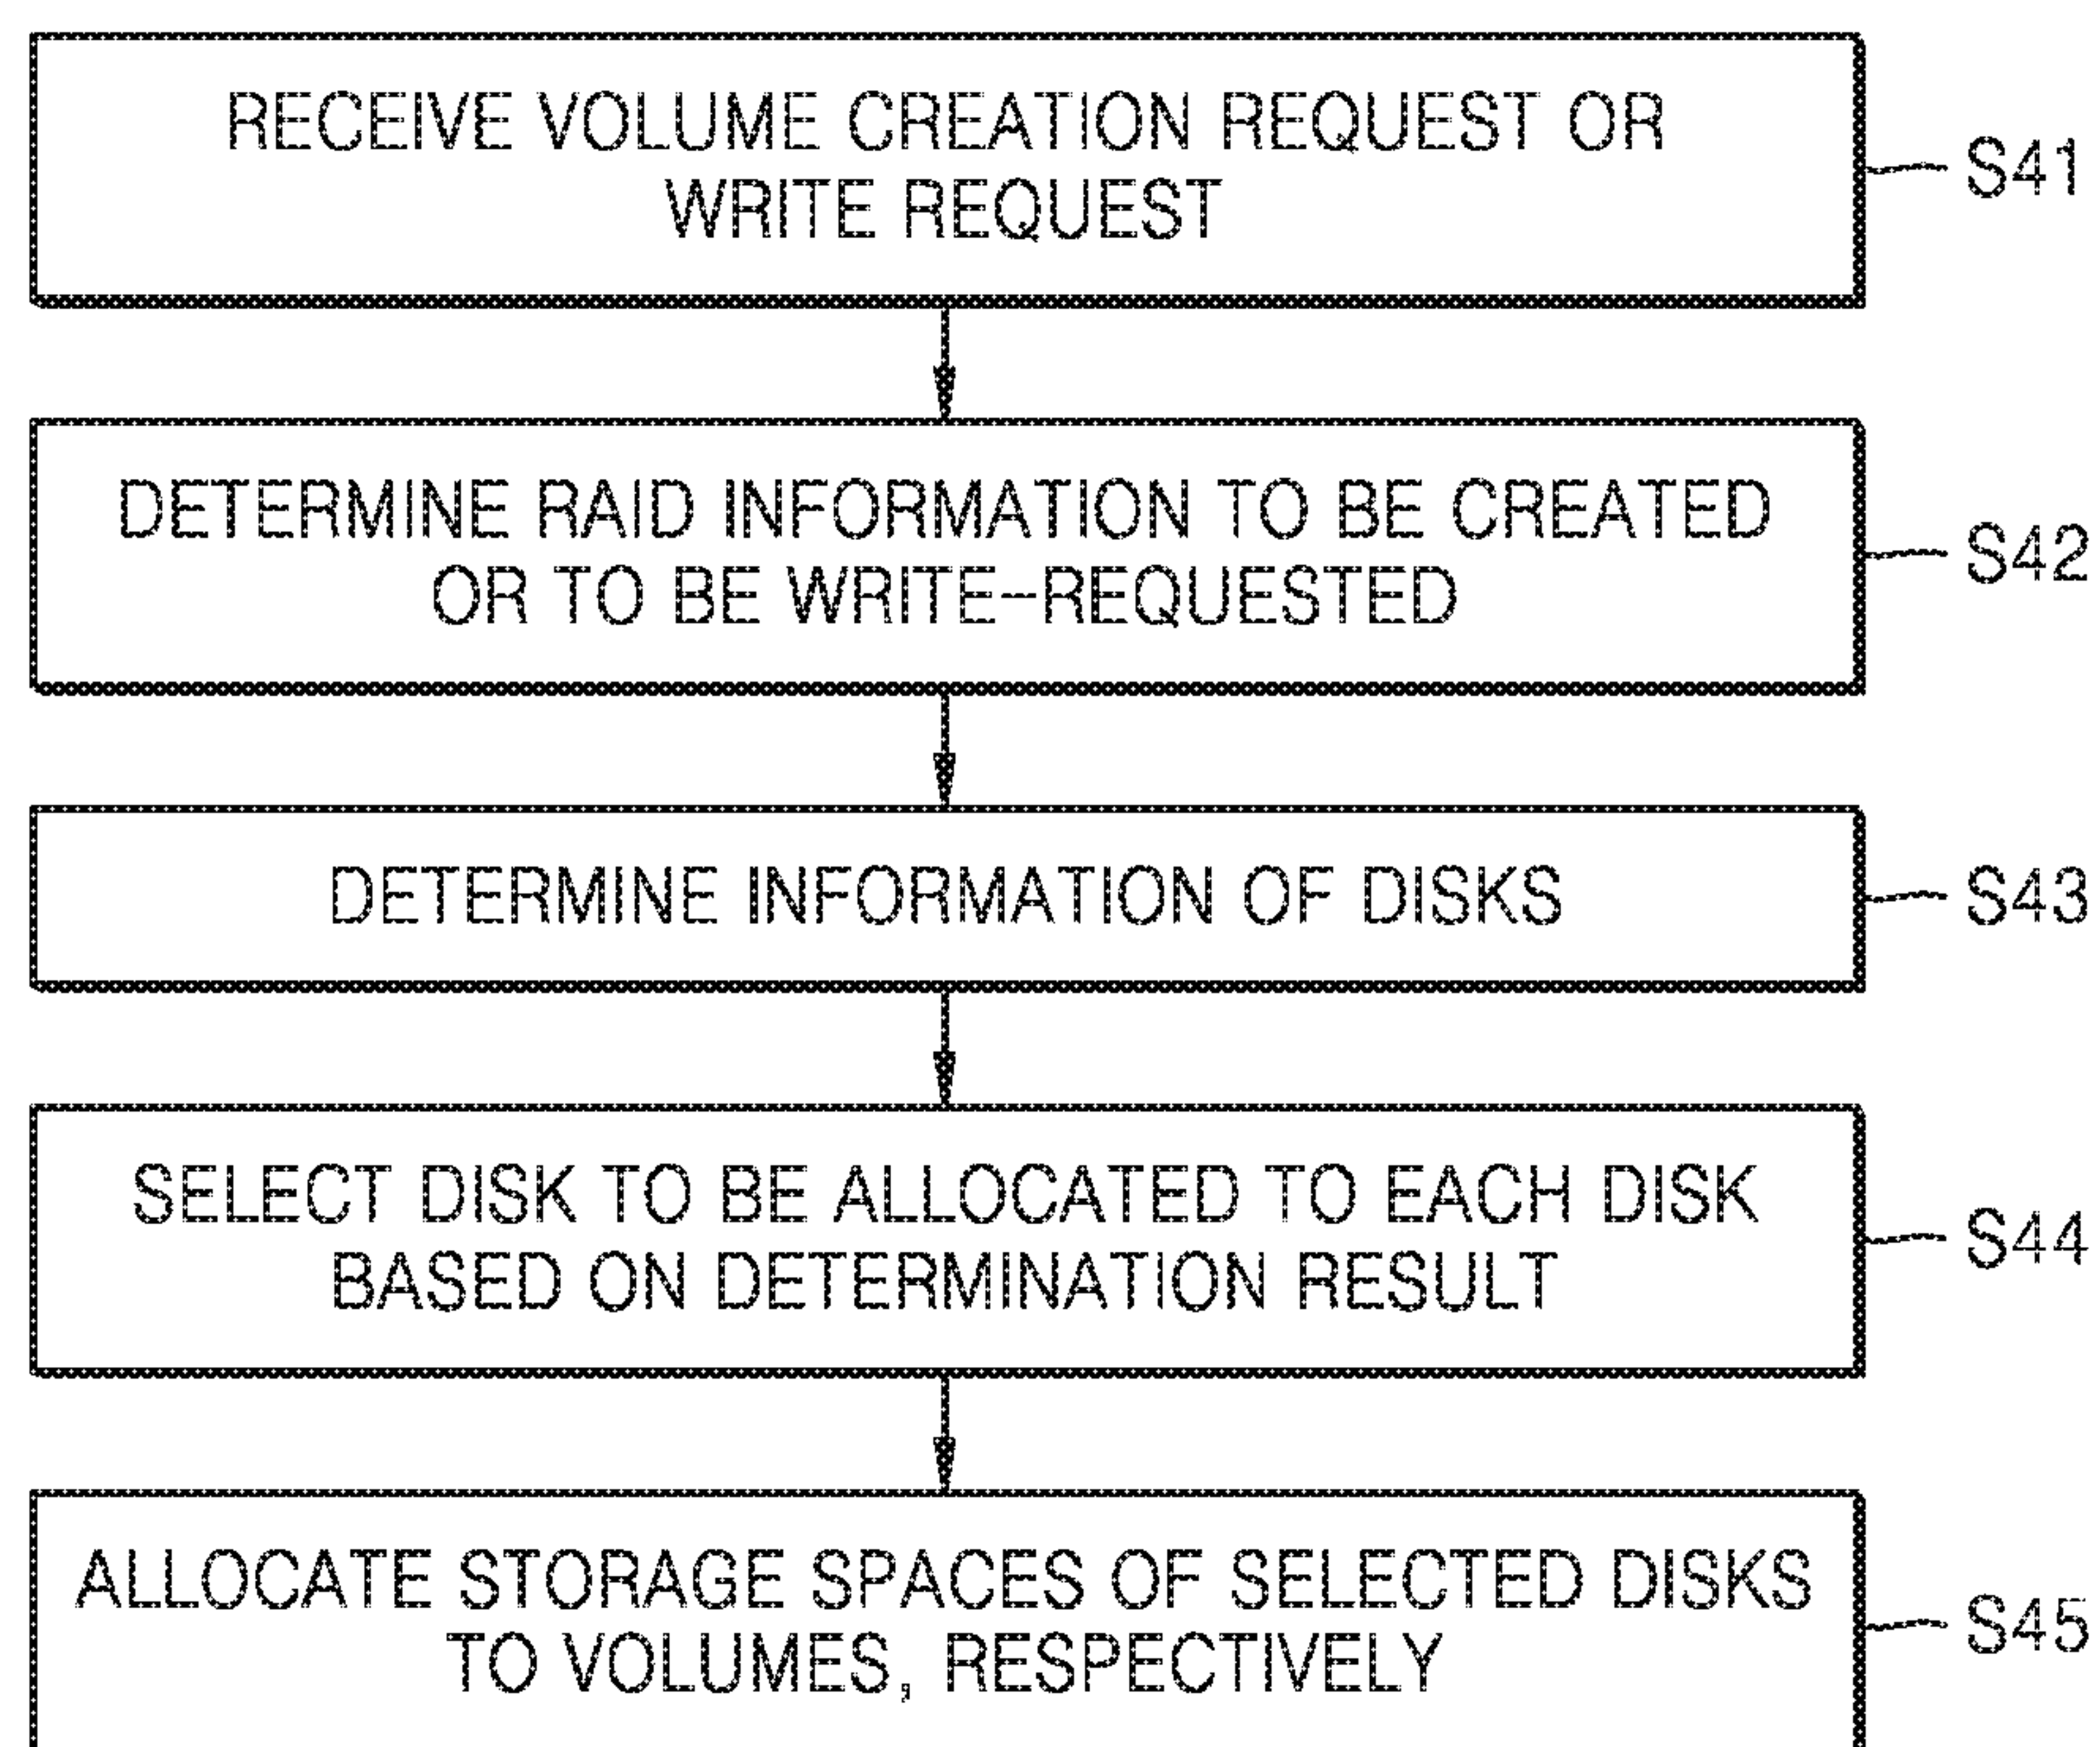 RECEIVE VOLUME CREATION REQUEST OR
WRITE REQUEST
S41
DETERMINE RAID INFORMATION TO BE CREATED
OR TO BE WRITE-REQUESTED
S42
DETERMINE INFORMATION OF DISKS
S43
SELECT DISK TO BE ALLOCATED TO EACH DISK
BASED ON DETERMINATION RESULT
S44
ALLOCATE STORAGE SPACES OF SELECTED DISKS
TO VOLUMES, RESPECTIVELY
S45